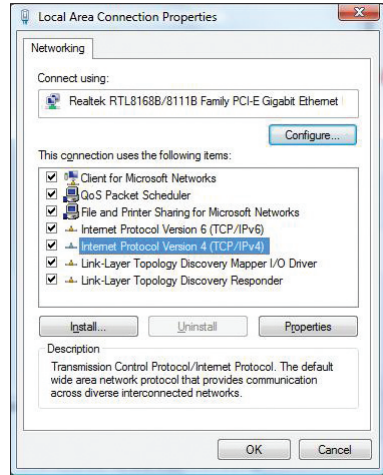 Local Area Connection Properties
Networking
Connect using:
Realtek RTL8168B/8111B Family PCI-E Gigabit Ethernet
Configure...
This connection uses the following items:
Client for Microsoft Networks
QoS Packet Scheduler
File and Printer Sharing for Microsoft Networks
Internet Protocol Version 6 (TCP/IPv6)
Internet Protocol Version 4 (TCP/IPv4)
Link-Layer Topology Discovery Mapper I/O Driver
Link-Layer Topology Discovery Responder
Install... Uninstall Properties
Description
Transmission Control Protocol/Internet Protocol. The default
wide area network protocol that provides communication
across diverse interconnected networks.
OK Cancel